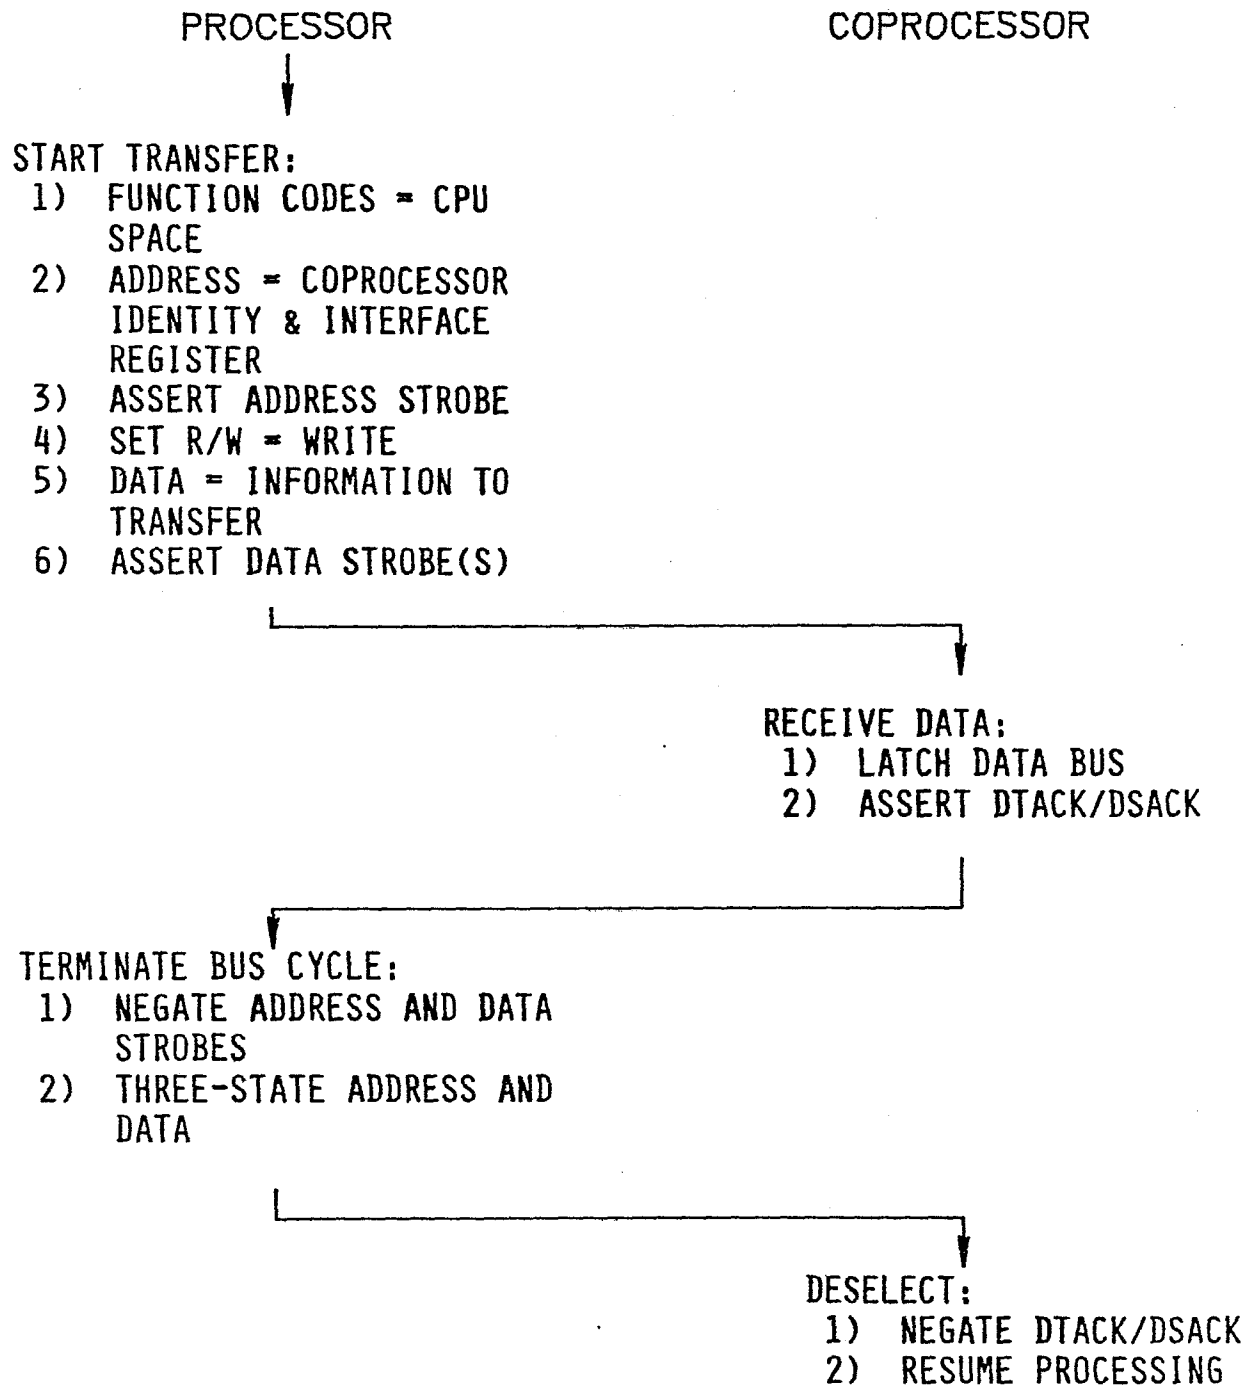 PROCESSOR
COPROCESSOR
START TRANSFER:
1) FUNCTION CODES = CPU
SPACE
2) ADDRESS = COPROCESSOR
IDENTITY & INTERFACE
REGISTER
3) ASSERT ADDRESS STROBE
4) SET R/W = WRITE
5) DATA = INFORMATION TO
TRANSFER
6) ASSERT DATA STROBE(S)
RECEIVE DATA:
1) LATCH DATA BUS
2) ASSERT DTACK/DSACK
TERMINATE BUS CYCLE:
1) NEGATE ADDRESS AND DATA
STROBES
2) THREE-STATE ADDRESS AND
DATA
DESELECT:
1) NEGATE DTACK/DSACK
2) RESUME PROCESSING